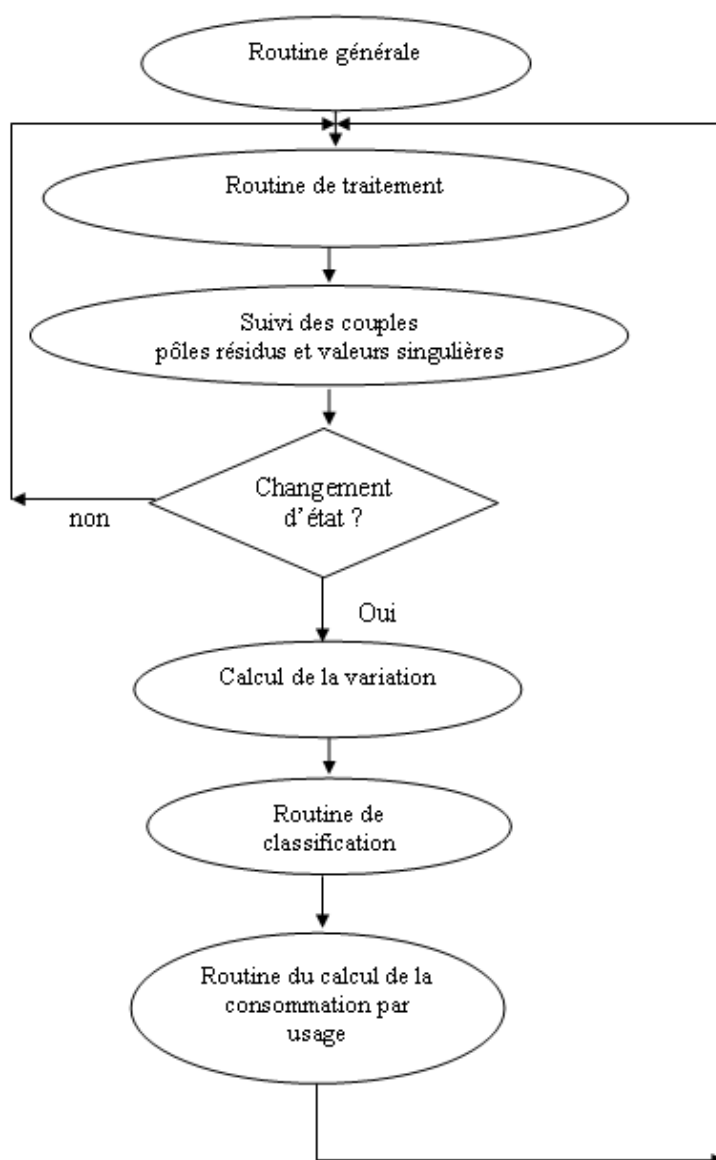 Routine générale
Routine de traitement
Suivi des couples
pôles résidus et valeurs singulières
Changement
d'état ?
non
Oui
Calcul de la variation
Routine de
classification
Routine du calcul de la
consommation par
usage